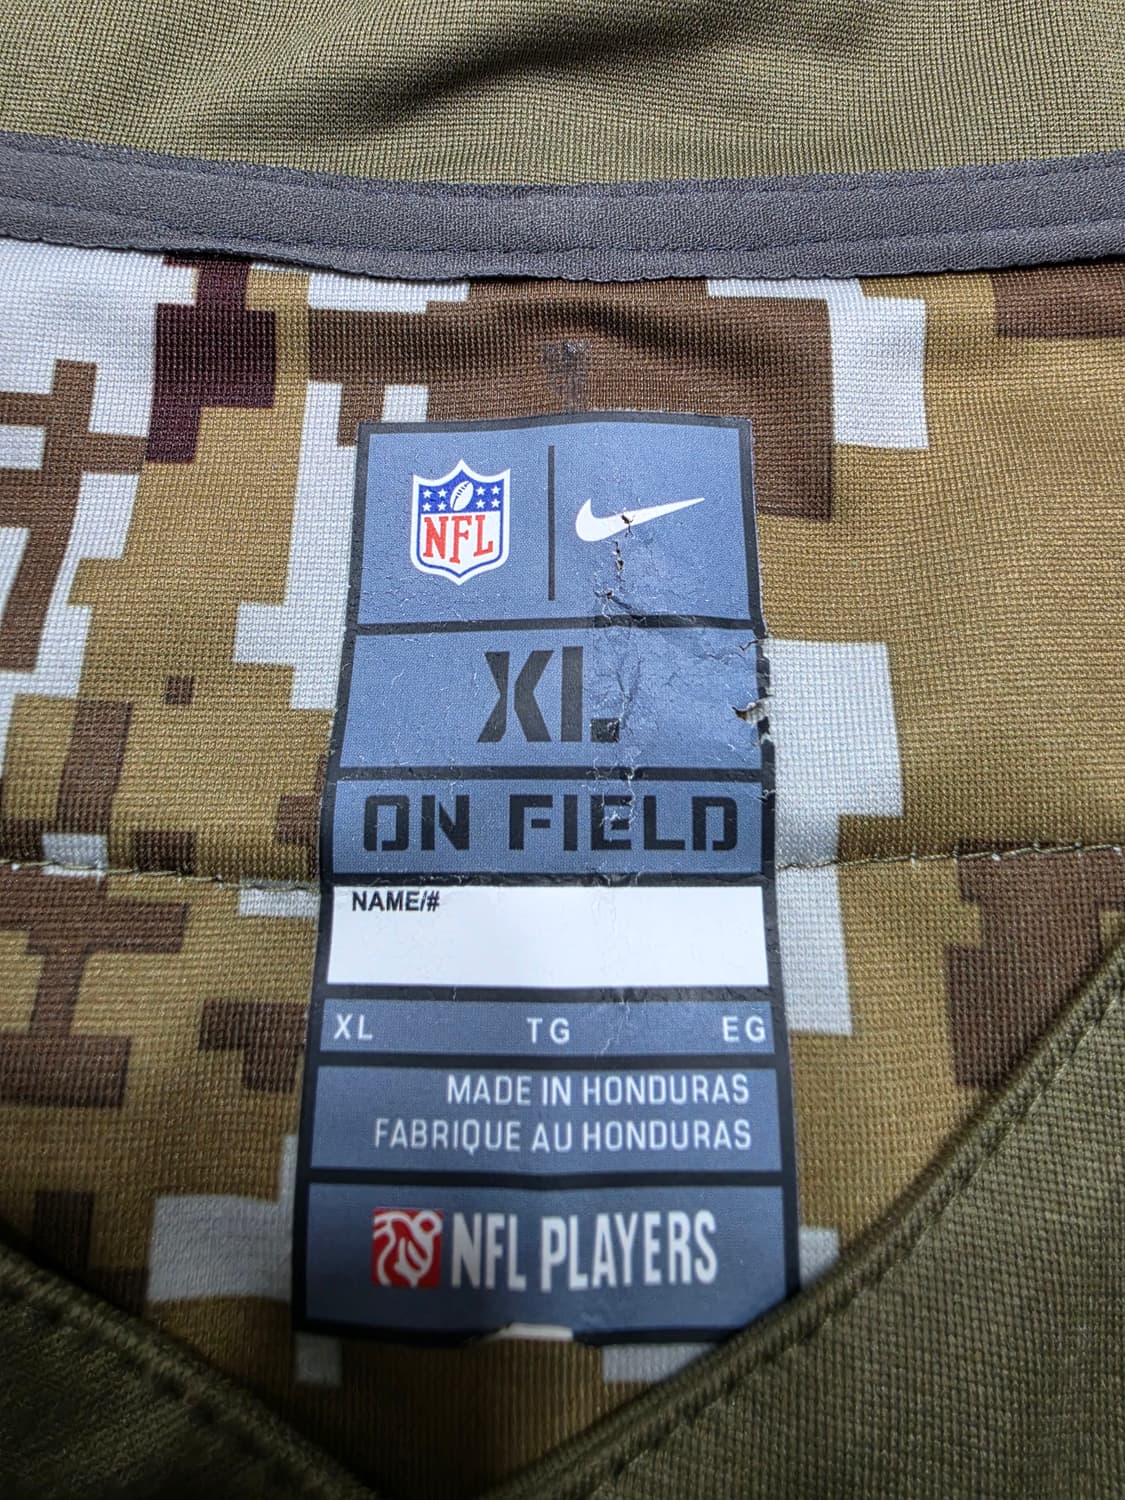 NFL
XL
ON FIELD
NAME/#
XL TG EG
MADE IN HONDURAS
FABRIQUE AU HONDURAS
NFL PLAYERS